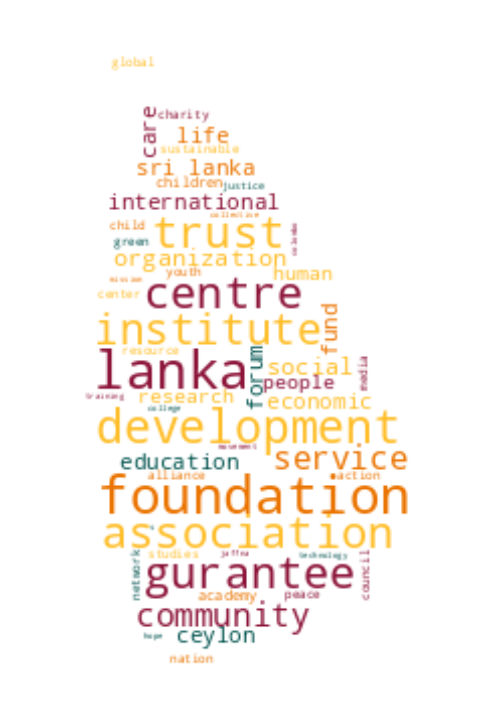 global
care
charity
life
sustainable
sri lanka
children
justice
international
collective
child
trust
colombo
green
organization
youth
human
mission
center
centre
fund
institute
resource
forum
lanka
social
media
people
training
research
economic
college
development
movement
education
service
alliance
action
foundation
association
studies
jaffna
technology
network
gurantee
council
academy
peace
community
hope
ceylon
nation